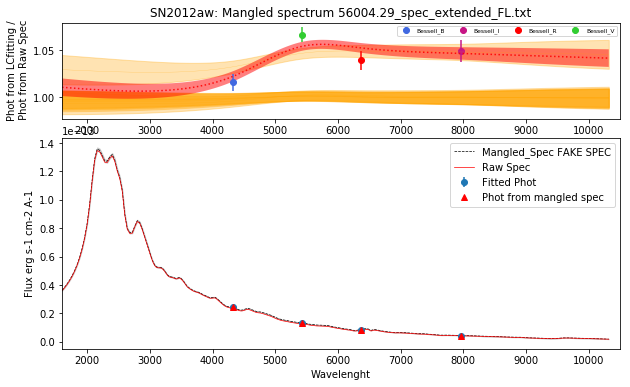 SN2012aw: Mangled spectrum 56004.29_spec_extended_FL.txt
Phot from LCfitting /
Phot from Raw Spec
Bessell_B Bessell_I Bessell_R Bessell_V
1.05
1.00
2000 3000 4000 5000 6000 7000 8000 9000 10000
1e−13
Mangled_Spec FAKE SPEC
Raw Spec
Fitted Phot
Phot from mangled spec
Flux erg s-1 cm-2 A-1
1.4
1.2
1.0
0.8
0.6
0.4
0.2
0.0
2000 3000 4000 5000 6000 7000 8000 9000 10000
Wavelenght